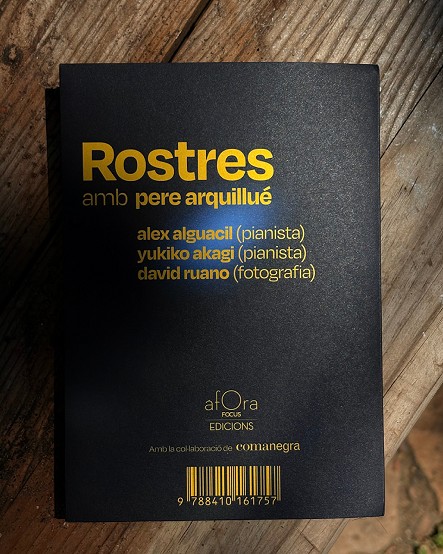 Rostres
amb pere arquillué
alex alguacil (pianista)
yukiko akagi (pianista)
david ruano (fotografia)
afOra
FOCUS
EDICIONS
Amb la col·laboració de comanegra
9 788410 161757